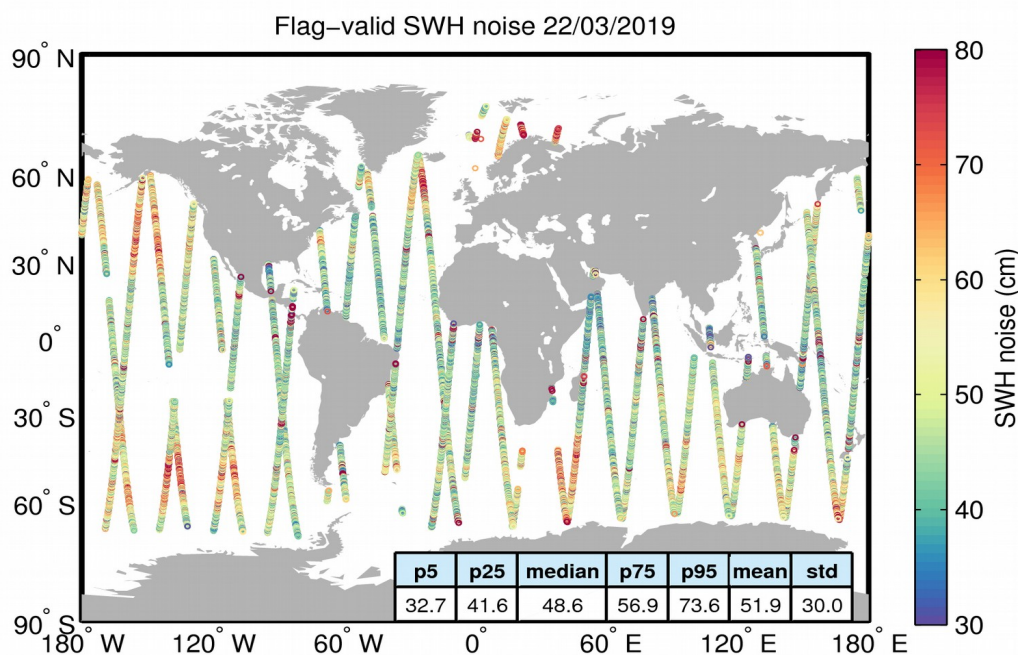 Flag−valid SWH noise 22/03/2019
90° N
60° N
30° N
0°
30° S
60° S
90° S
180° W
120° W
60° W
0°
60° E
120° E
180° E
80
70
60
50
40
30
SWH noise (cm)
p5 p25 median p75 p95 mean std
32.7 41.6 48.6 56.9 73.6 51.9 30.0